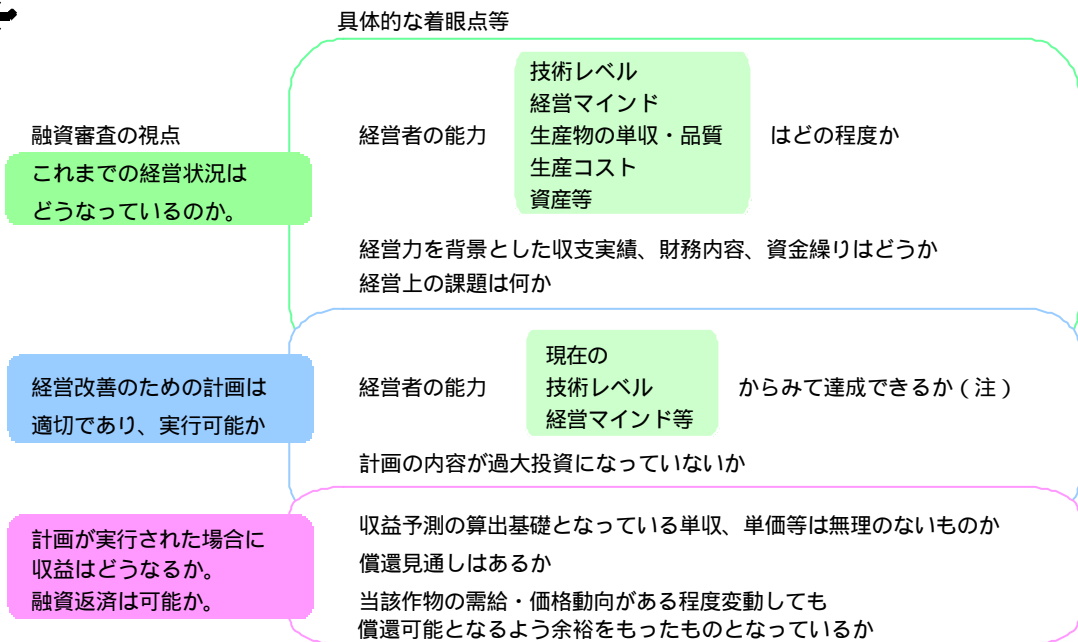 具体的な着眼点等
融資審査の視点
これまでの経営状況は
どうなっているのか。
経営者の能力
技術レベル
経営マインド
生産物の単収・品質
生産コスト
資産等
はどの程度か
経営力を背景とした収支実績、財務内容、資金繰りはどうか
経営上の課題は何か
経営改善のための計画は
適切であり、実行可能か
経営者の能力
現在の
技術レベル
経営マインド等
からみて達成できるか(注)
計画の内容が過大投資になっていないか
計画が実行された場合に
収益はどうなるか。
融資返済は可能か。
収益予測の算出基礎となっている単収、単価等は無理のないものか
償還見通しはあるか
当該作物の需給・価格動向がある程度変動しても
償還可能となるよう余裕をもったものとなっているか